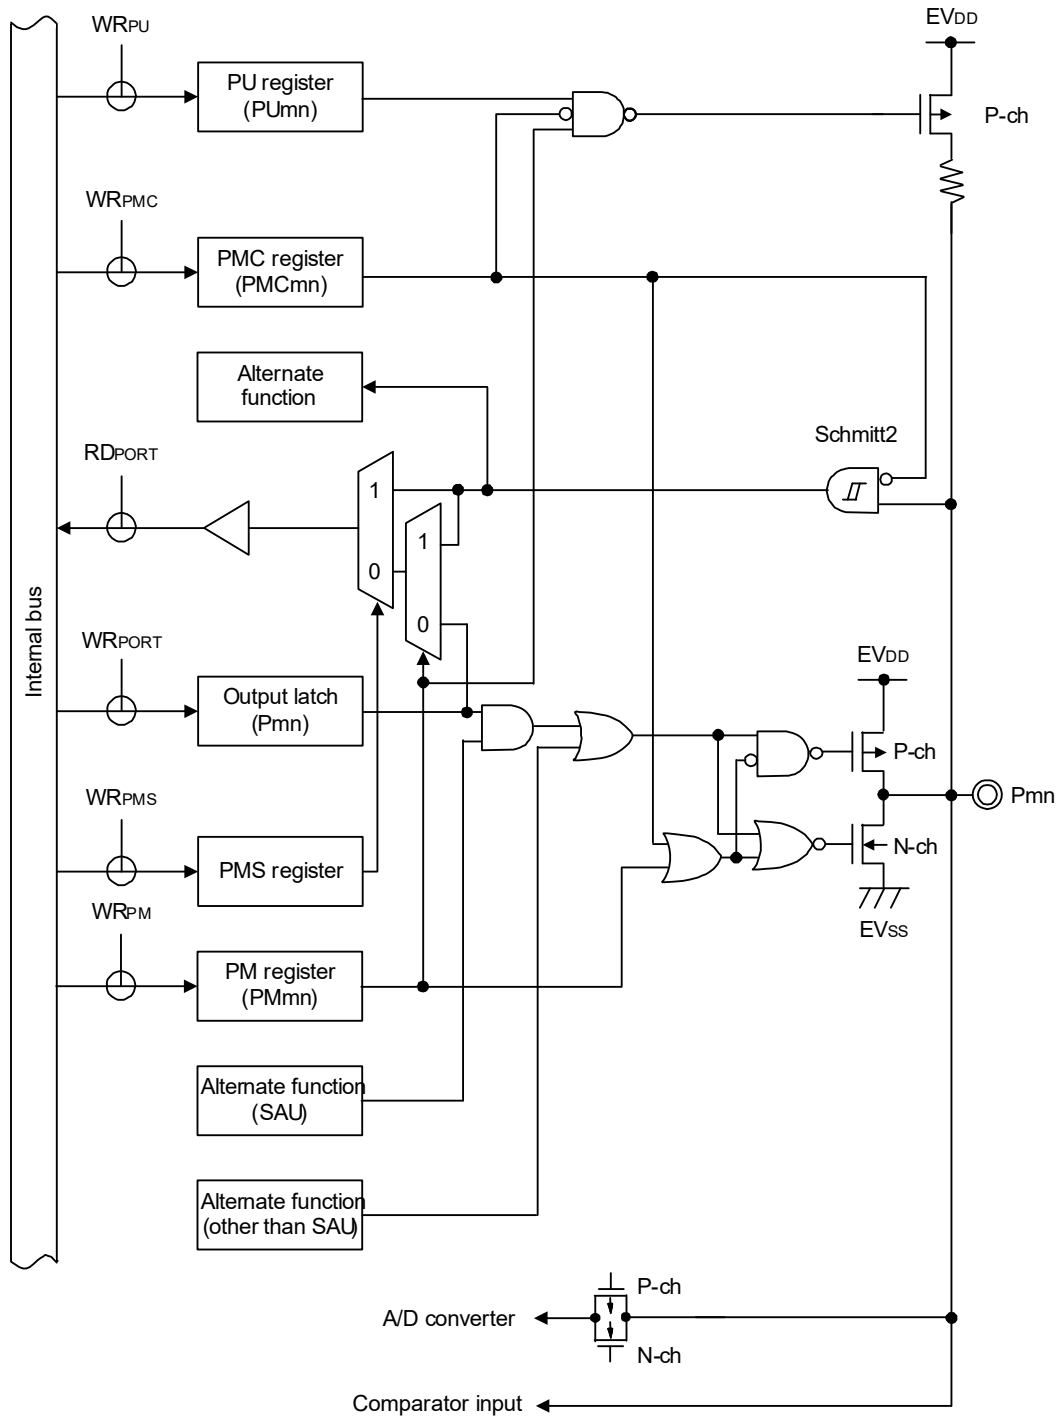 WRPU
EVDD
PU register
(PUmn)
P-ch
WRPMC
PMC register
(PMCmn)
Alternate
function
Schmitt2
RDPORT
1
1
0
0
Internal bus
WRPORT
EVDD
Output latch
(Pmn)
P-ch
WRPMS
Pmn
PMS register
N-ch
WRPM
EVSS
PM register
(PMmn)
Alternate function
(SAU)
Alternate function
(other than SAU)
P-ch
A/D converter
N-ch
Comparator input